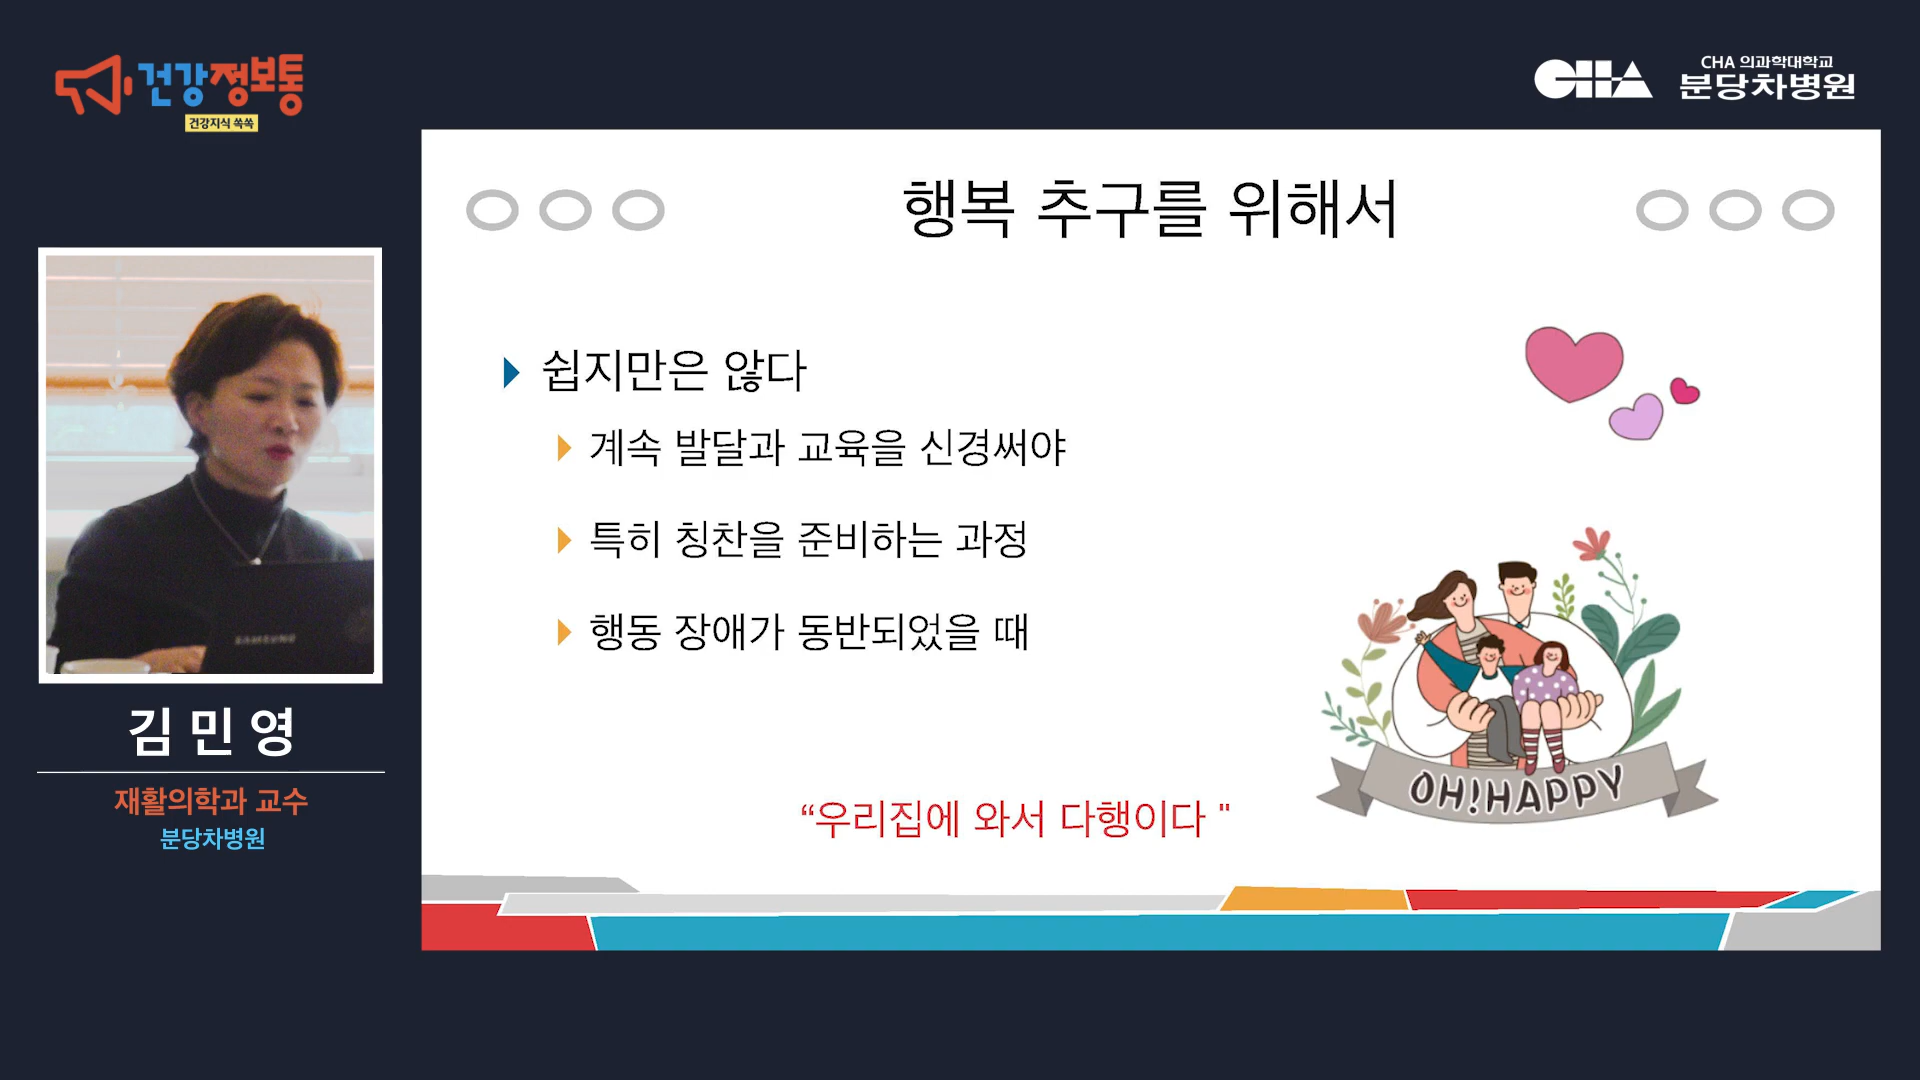 건강정보통
건강지식 쏙쏙
CHA
CHA 의과학대학교
분당차병원
행복 추구를 위해서
쉽지만은 않다
계속 발달과 교육을 신경써야
특히 칭찬을 준비하는 과정
행동 장애가 동반되었을 때
“우리집에 와서 다행이다 "
OH!HAPPY
SAMSUNG
김민영
재활의학과 교수
분당차병원